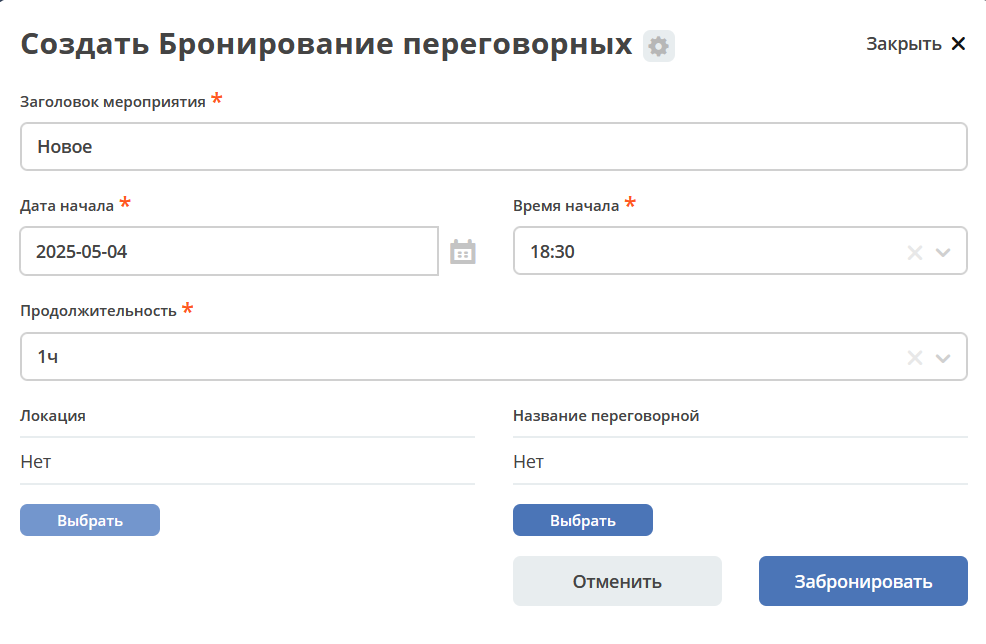 Создать Бронирование переговорных
Закрыть ✕
Заголовок мероприятия *
Новое
Дата начала *
Время начала *
2025-05-04
18:30
Продолжительность *
1ч
Локация
Название переговорной
Нет
Нет
Выбрать
Выбрать
Отменить
Забронировать